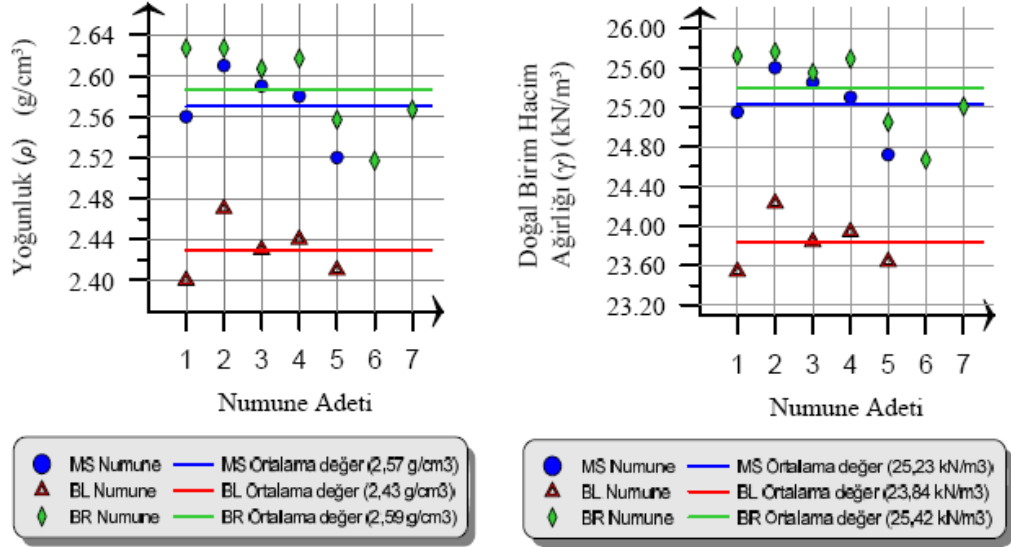 Yoğunluk (ρ) (g/cm³)
2.64
2.60
2.56
2.52
2.48
2.44
2.40
1 2 3 4 5 6 7
Numune Adeti
MS Numune MS Ortalama değer (2,57 g/cm3)
BL Numune BL Ortalama değer (2,43 g/cm3)
BR Numune BR Ortalama değer (2,59 g/cm3)
Doğal Birim Hacim
Ağırlığı (γ) (kN/m³)
26.00
25.60
25.20
24.80
24.40
24.00
23.60
23.20
1 2 3 4 5 6 7
Numune Adeti
MS Numune MS Ortalama değer (25,23 kN/m3)
BL Numune BL Ortalama değer (23,84 kN/m3)
BR Numune BR Ortalama değer (25,42 kN/m3)